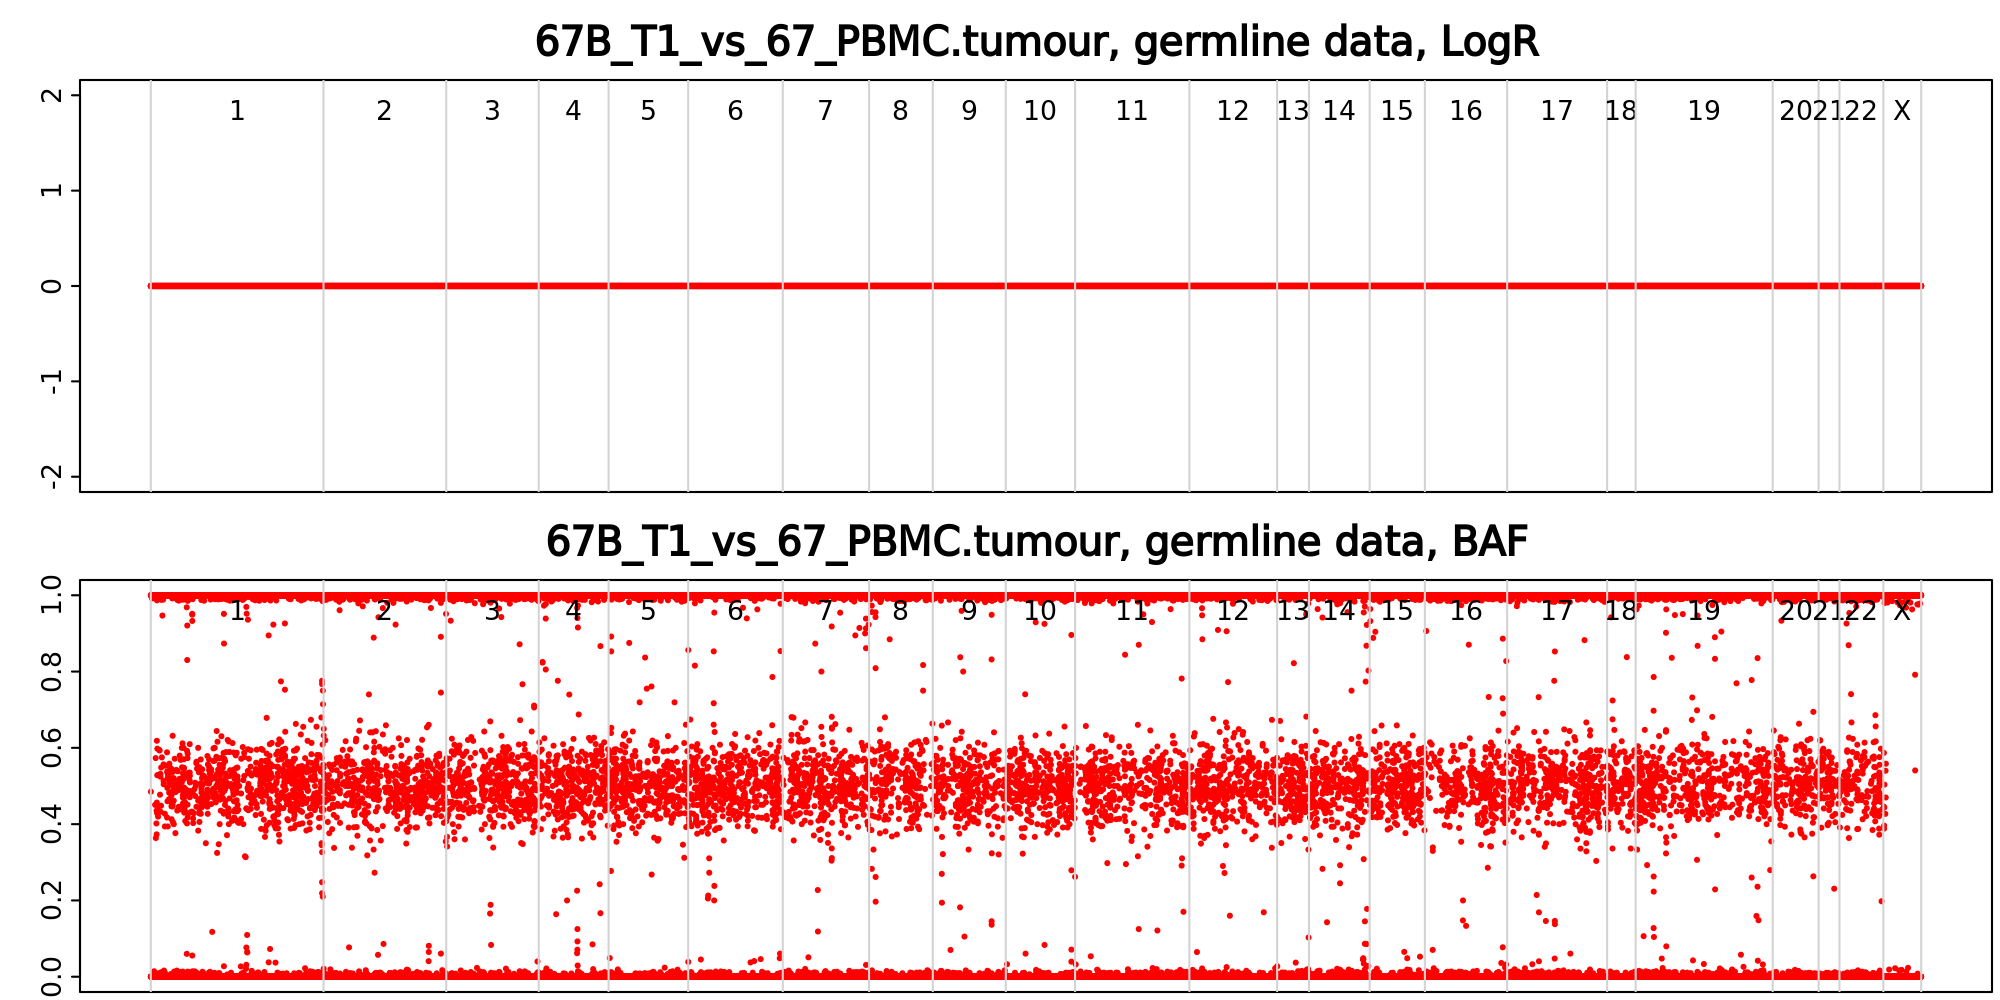 67B_T1_vs_67_PBMC.tumour, germline data, LogR
1 2 3 4 5 6 7 8 9 10 11 12 13 14 15 16 17 18 19 20 21 22 X
2
1
0
-1
-2
67B_T1_vs_67_PBMC.tumour, germline data, BAF
1 2 3 4 5 6 7 8 9 10 11 12 13 14 15 16 17 18 19 20 21 22 X
1.0
0.8
0.6
0.4
0.2
0.0